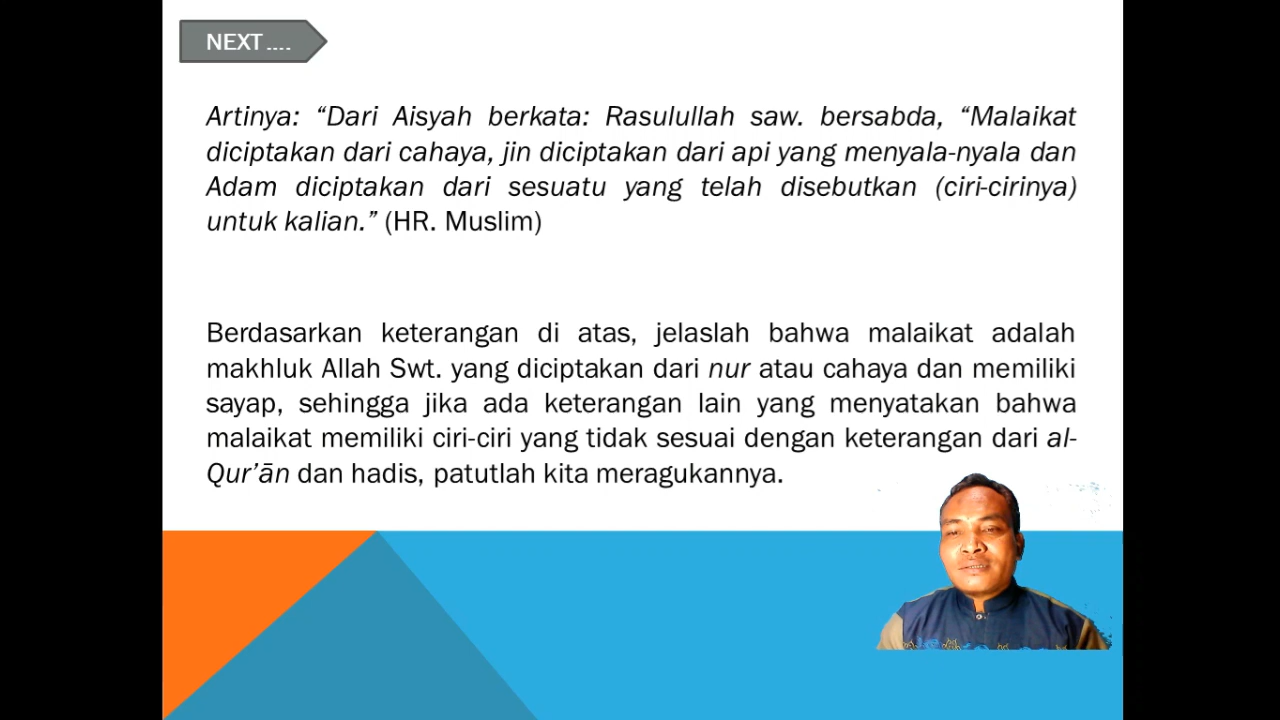 NEXT ....
Artinya: “Dari Aisyah berkata: Rasulullah saw. bersabda, “Malaikat
diciptakan dari cahaya, jin diciptakan dari api yang menyala-nyala dan
Adam diciptakan dari sesuatu yang telah disebutkan (ciri-cirinya)
untuk kalian.” (HR. Muslim)
Berdasarkan keterangan di atas, jelaslah bahwa malaikat adalah
makhluk Allah Swt. yang diciptakan dari nur atau cahaya dan memiliki
sayap, sehingga jika ada keterangan lain yang menyatakan bahwa
malaikat memiliki ciri-ciri yang tidak sesuai dengan keterangan dari al-
Qur’ān dan hadis, patutlah kita meragukannya.